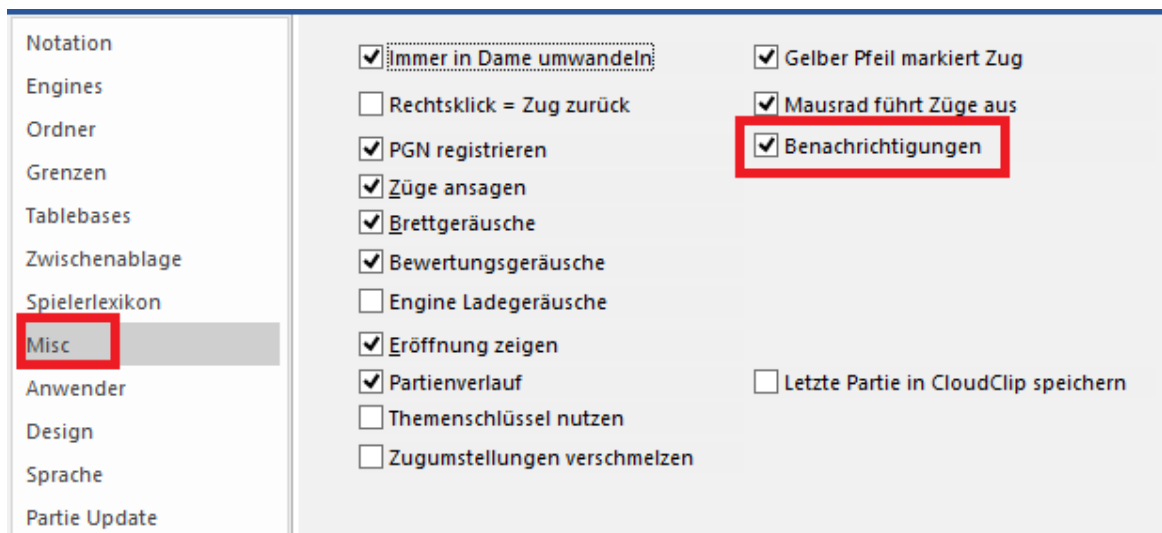 Notation
Engines
Ordner
Grenzen
Tablebases
Zwischenablage
Spielerlexikon
Misc
Anwender
Design
Sprache
Partie Update
Immer in Dame umwandeln
Rechtsklick = Zug zurück
PGN registrieren
Züge ansagen
Brettgeräusche
Bewertungsgeräusche
Engine Ladegeräusche
Eröffnung zeigen
Partienverlauf
Themenschlüssel nutzen
Zugumstellungen verschmelzen
Gelber Pfeil markiert Zug
Mausrad führt Züge aus
Benachrichtigungen
Letzte Partie in CloudClip speichern